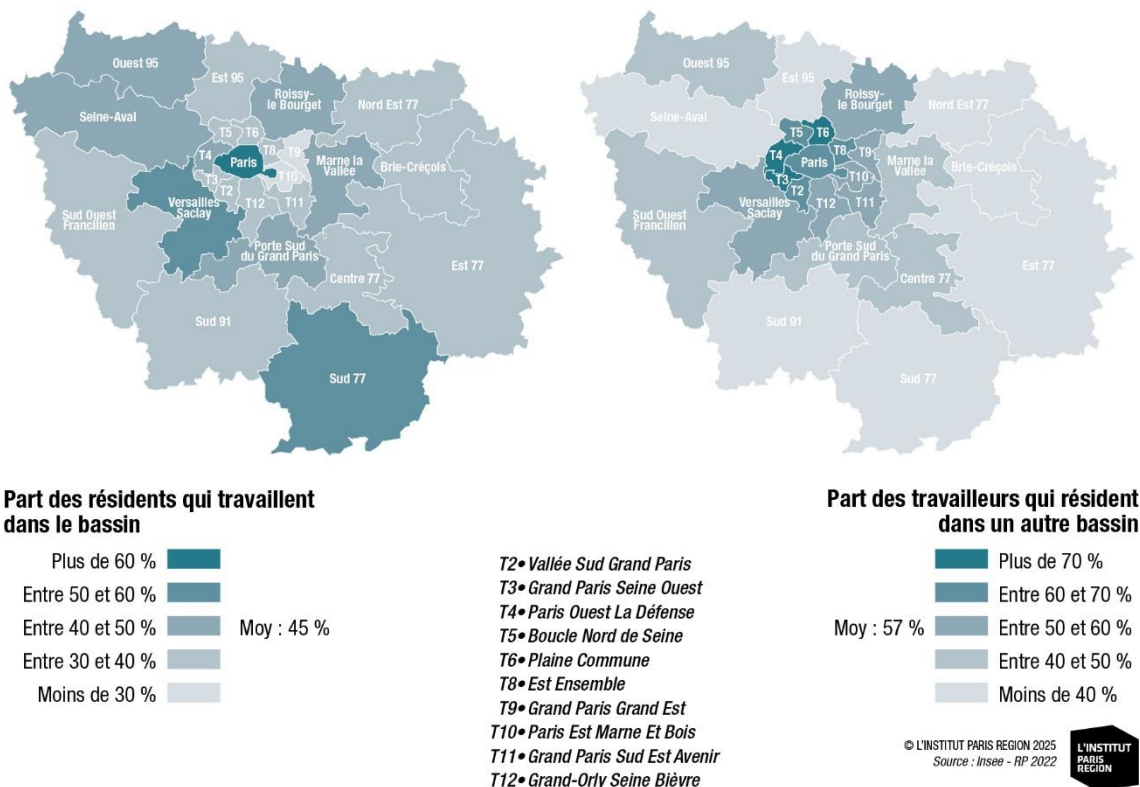 Ouest 95
Est 95
Roissy-
le Bourget
Nord Est 77
Seine-Aval
T5
T6
T4
Paris
T8
T9
Marne la
Vallée
Brie-Créçois
T3
T10
T2
Versailles
Saclay
T12
T11
Sud Ouest
Francilien
Porte Sud
du Grand Paris
Est 77
Centre 77
Sud 91
Sud 77
Ouest 95
Est 95
Roissy-
le Bourget
Nord Est 77
Seine-Aval
T5
T6
T4
Paris
T8
T9
Marne la
Vallée
Brie-Créçois
T3
T10
T2
Versailles
Saclay
T12
T11
Sud Ouest
Francilien
Porte Sud
du Grand Paris
Est 77
Centre 77
Sud 91
Sud 77
Part des résidents qui travaillent
dans le bassin
Plus de 60 %
Entre 50 et 60 %
Entre 40 et 50 %
Moy : 45 %
Entre 30 et 40 %
Moins de 30 %
T2• Vallée Sud Grand Paris
T3• Grand Paris Seine Ouest
T4• Paris Ouest La Défense
T5• Boucle Nord de Seine
T6• Plaine Commune
T8• Est Ensemble
T9• Grand Paris Grand Est
T10• Paris Est Marne Et Bois
T11• Grand Paris Sud Est Avenir
T12• Grand-Orly Seine Bièvre
Part des travailleurs qui résident
dans un autre bassin
Plus de 70 %
Entre 60 et 70 %
Moy : 57 %
Entre 50 et 60 %
Entre 40 et 50 %
Moins de 40 %
© L'INSTITUT PARIS REGION 2025
Source : Insee - RP 2022
L'INSTITUT
PARIS
REGION